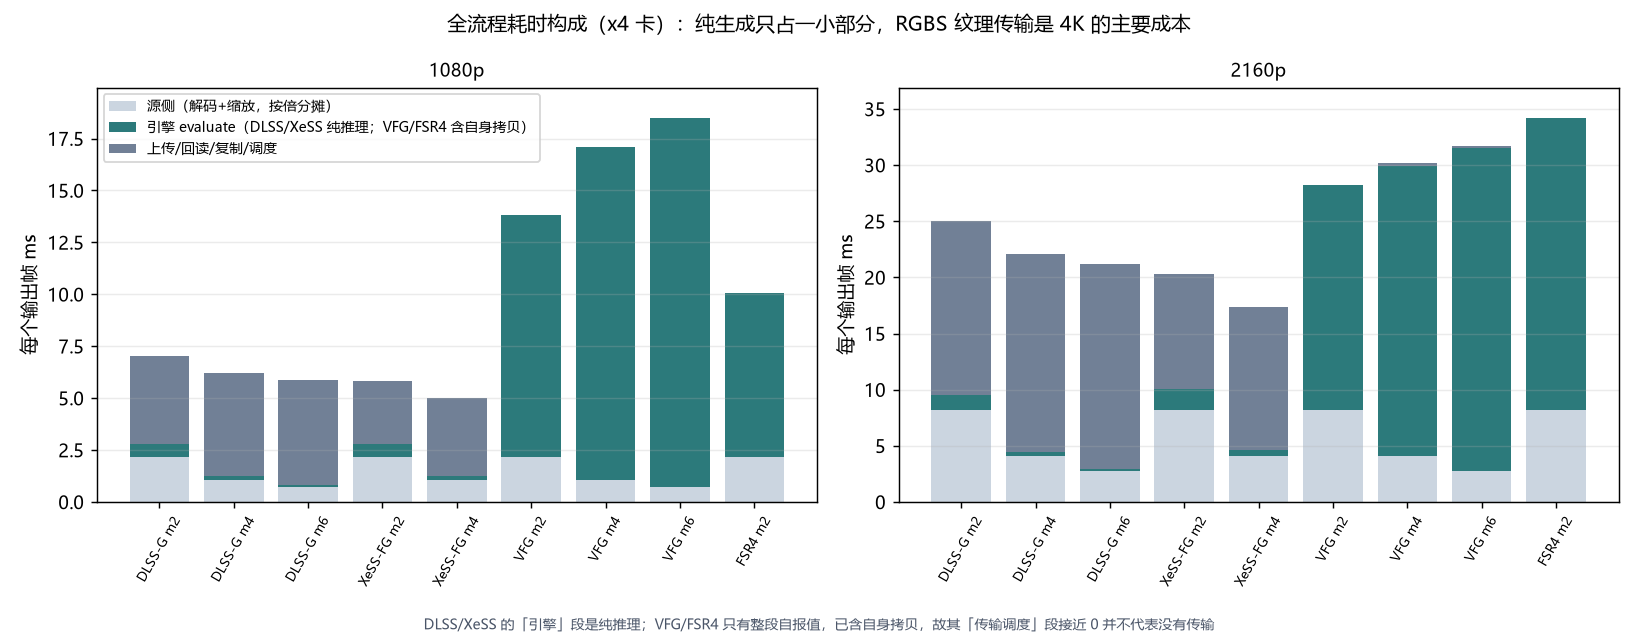 全流程耗时构成（x4 卡）：纯生成只占一小部分，RGBS 纹理传输是 4K 的主要成本
1080p
源侧（解码+缩放，按倍分摊）
引擎 evaluate（DLSS/XeSS 纯推理；VFG/FSR4 含自身拷贝）
上传/回读/复制/调度
每个输出帧 ms
17.5
15.0
12.5
10.0
7.5
5.0
2.5
0.0
DLSS-G m2
DLSS-G m4
DLSS-G m6
XeSS-FG m2
XeSS-FG m4
VFG m2
VFG m4
VFG m6
FSR4 m2
2160p
每个输出帧 ms
35
30
25
20
15
10
5
0
DLSS-G m2
DLSS-G m4
DLSS-G m6
XeSS-FG m2
XeSS-FG m4
VFG m2
VFG m4
VFG m6
FSR4 m2
DLSS/XeSS 的「引擎」段是纯推理；VFG/FSR4 只有整段自报值，已含自身拷贝，故其「传输调度」段接近 0 并不代表没有传输